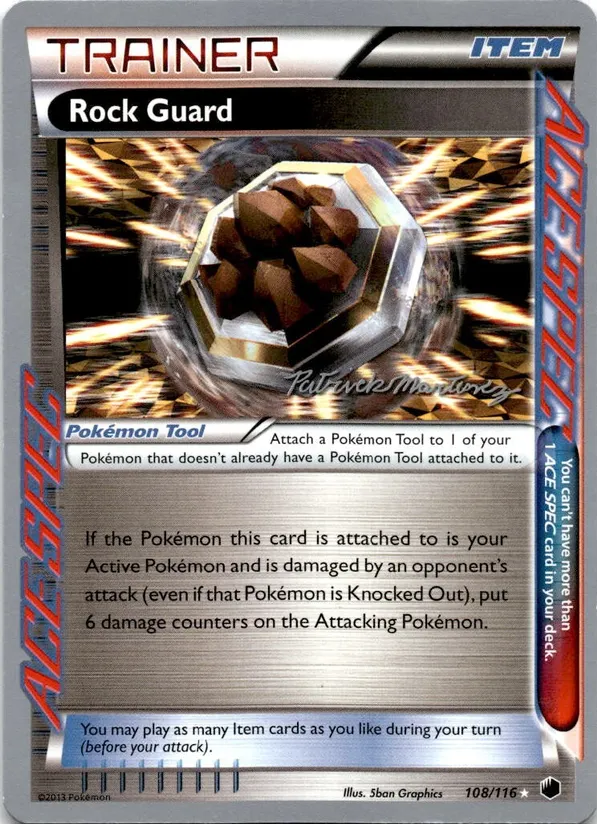 TRAINER
ITEM
Rock Guard
ACE SPEC
ACE SPEC
Patrick Martinez
Pokémon Tool
Attach a Pokémon Tool to 1 of your
Pokémon that doesn't already have a Pokémon Tool attached to it.
You can't have more than
1 ACE SPEC card in your deck.
If the Pokémon this card is attached to is your
Active Pokémon and is damaged by an opponent's
attack (even if that Pokémon is Knocked Out), put
6 damage counters on the Attacking Pokémon.
You may play as many Item cards as you like during your turn
(before your attack).
©2013 Pokémon
Illus. 5ban Graphics
108/116 ★